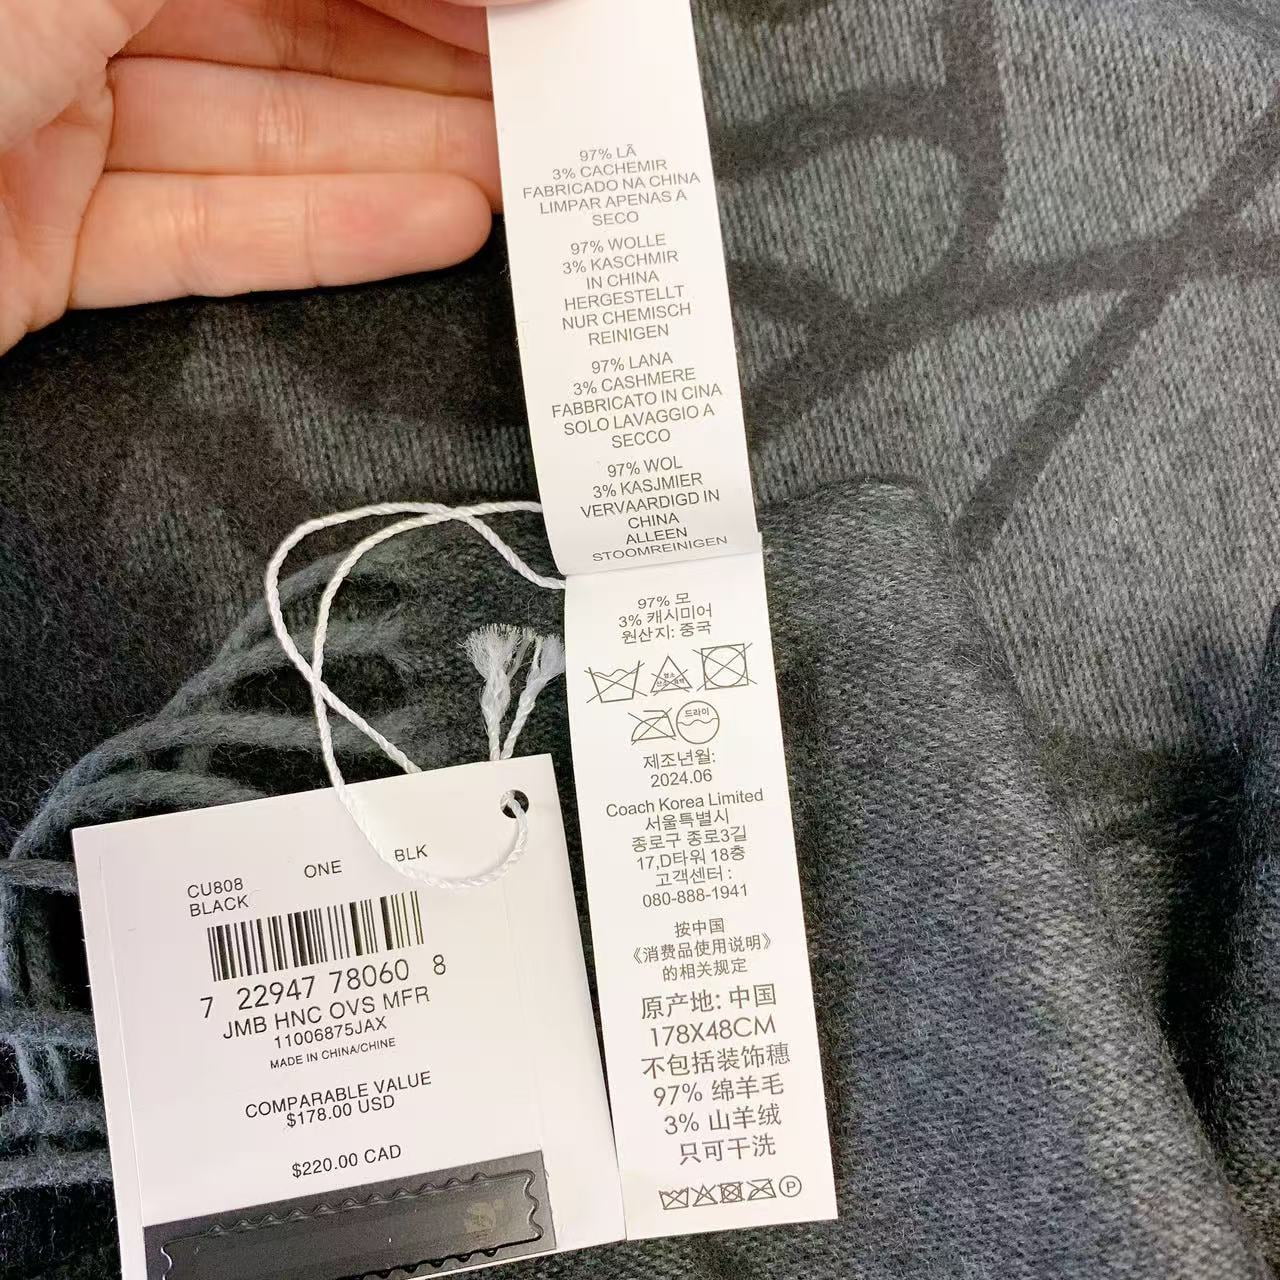 97% LÃ
3% CACHEMIR
FABRICADO NA CHINA
LIMPAR APENAS A
SECO
97% WOLLE
3% KASCHMIR
IN CHINA
HERGESTELLT
NUR CHEMISCH
REINIGEN
97% LANA
3% CASHMERE
FABBRICATO IN CINA
SOLO LAVAGGIO A
SECCO
97% WOL
3% KASJMIER
VERVAARDIGD IN
CHINA
ALLEEN
STOOMREINIGEN
97% 모
3% 캐시미어
원산지: 중국
드라이
제조년월:
2024.06
Coach Korea Limited
서울특별시
종로구 종로3길
17,D타워 18층
고객센터 :
080-888-1941
按中国
《消费品使用说明》
的相关规定
原产地: 中国
178X48CM
不包括装饰穗
97% 绵羊毛
3% 山羊绒
只可干洗
P
CU808 ONE BLK
BLACK
7 22947 78060 8
JMB HNC OVS MFR
11006875JAX
MADE IN CHINA/CHINE
COMPARABLE VALUE
$178.00 USD
$220.00 CAD